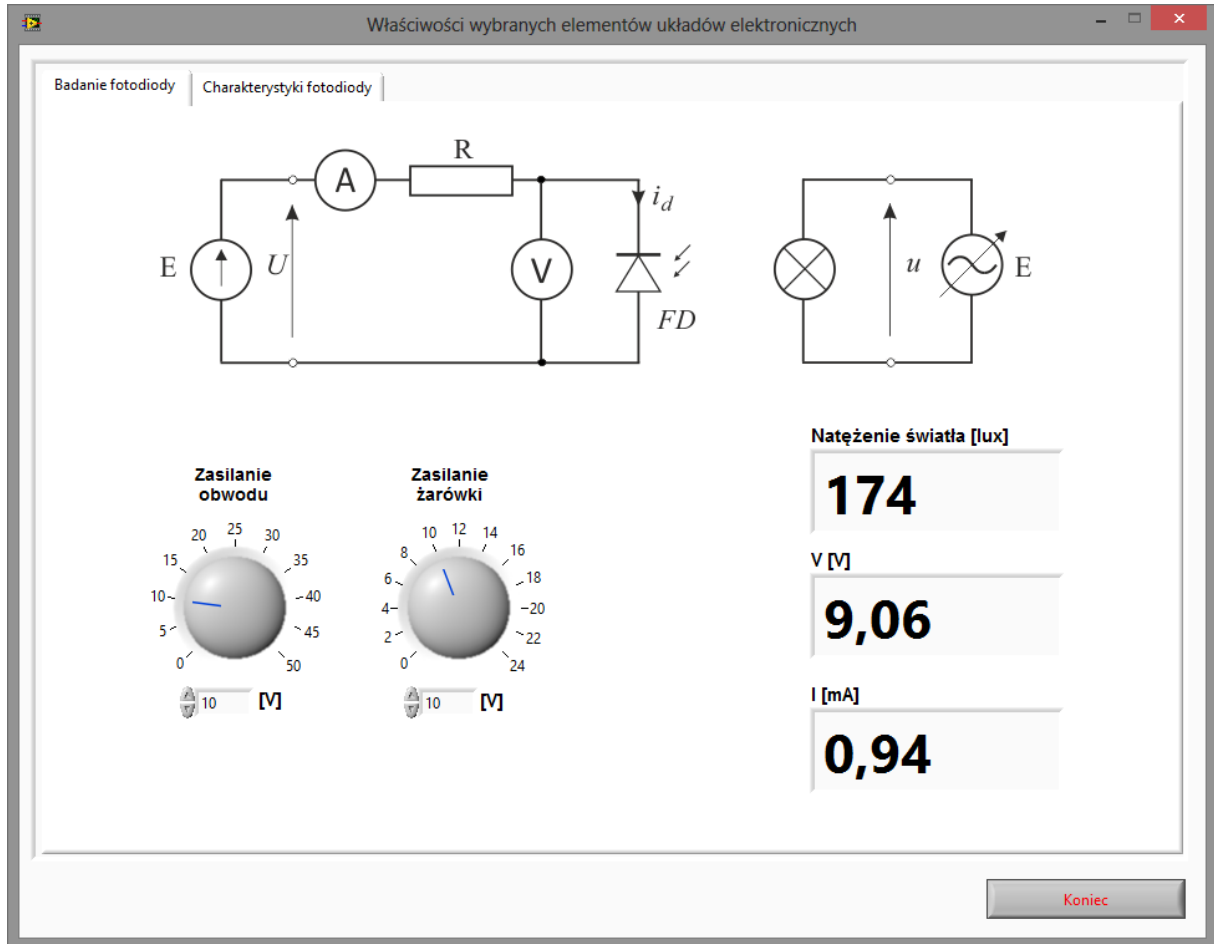 Właściwości wybranych elementów układów elektronicznych
Badanie fotodiody
Charakterystyki fotodiody
A
R
E
U
V
i_d
FD
u
E
Zasilanie
obwodu
0
5
10
15
20
25
30
35
40
45
50
10
[V]
Zasilanie
żarówki
0
2
4
6
8
10
12
14
16
18
20
22
24
10
[V]
Natężenie światła [lux]
174
V [V]
9,06
I [mA]
0,94
Koniec